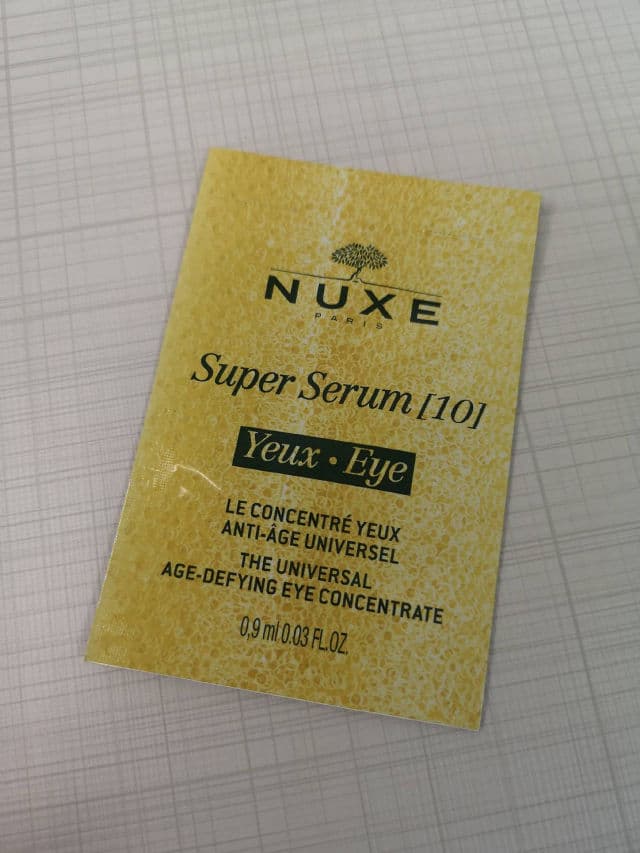 NUXE
PARIS
Super Serum [10]
Yeux • Eye
LE CONCENTRÉ YEUX
ANTI-ÂGE UNIVERSEL
THE UNIVERSAL
AGE-DEFYING EYE CONCENTRATE
0,9 ml 0.03 FL.OZ.